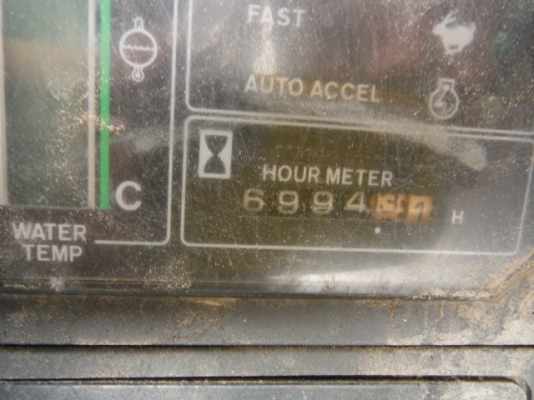 FAST
AUTO ACCEL
HOUR METER
6994
H
C
WATER
TEMP